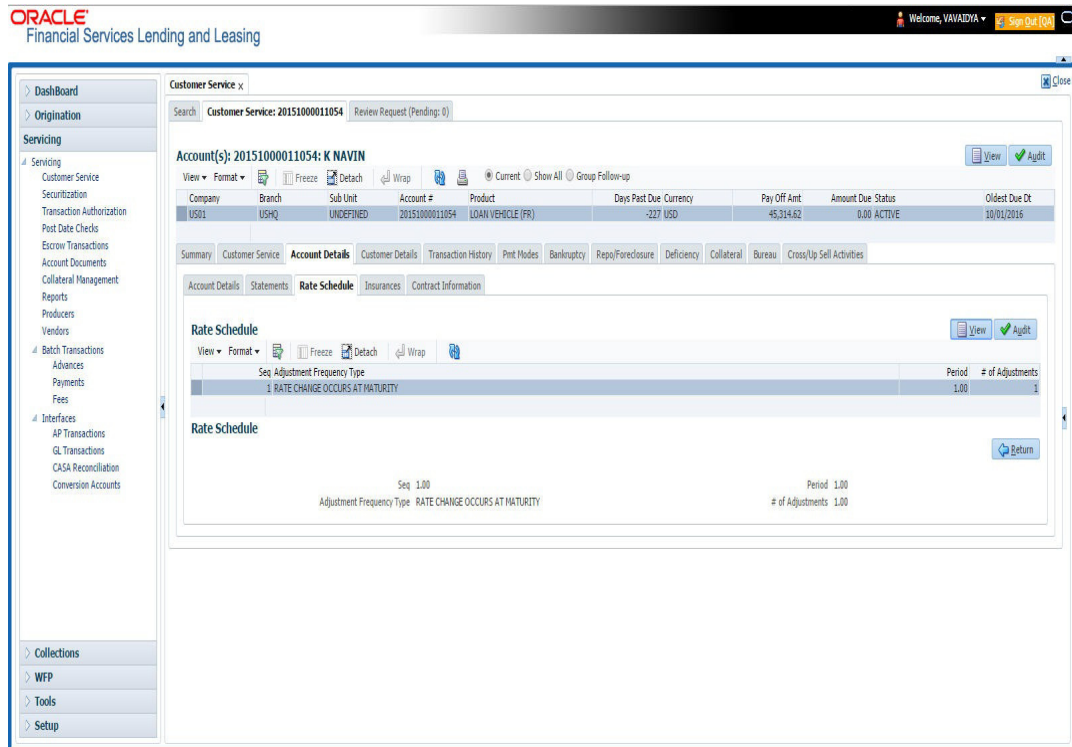 ORACLE'
Financial Services Lending and Leasing
Welcome, VAVAIDYA
Sign Out [QA]
DashBoard
Origination
Servicing
Servicing
Customer Service
Securitization
Transaction Authorization
Post Date Checks
Escrow Transactions
Account Documents
Collateral Management
Reports
Producers
Vendors
Batch Transactions
Advances
Payments
Fees
Interfaces
AP Transactions
GL Transactions
CASA Reconciliation
Conversion Accounts
Collections
WFP
Tools
Setup
Customer Service x
Close
Search Customer Service: 20151000011054 Review Request (Pending: 0)
Account(s): 20151000011054: K NAVIN
View Audit
View Format Freeze Detach Wrap Current Show All Group Follow-up
Company Branch Sub Unit Account # Product Days Past Due Currency Pay Off Amt Amount Due Status Oldest Due Dt
US01 USHQ UNDEFINED 20151000011054 LOAN VEHICLE (FR) -227 USD 45,314.62 0.00 ACTIVE 10/01/2016
Summary Customer Service Account Details Customer Details Transaction History Pmt Modes Bankruptcy Repo/Foreclosure Deficiency Collateral Bureau Cross/Up Sell Activities
Account Details Statements Rate Schedule Insurances Contract Information
Rate Schedule
View Audit
View Format Freeze Detach Wrap
Seq Adjustment Frequency Type Period # of Adjustments
1 RATE CHANGE OCCURS AT MATURITY 1.00 1
Rate Schedule
Return
Seq 1.00 Period 1.00
Adjustment Frequency Type RATE CHANGE OCCURS AT MATURITY # of Adjustments 1.00